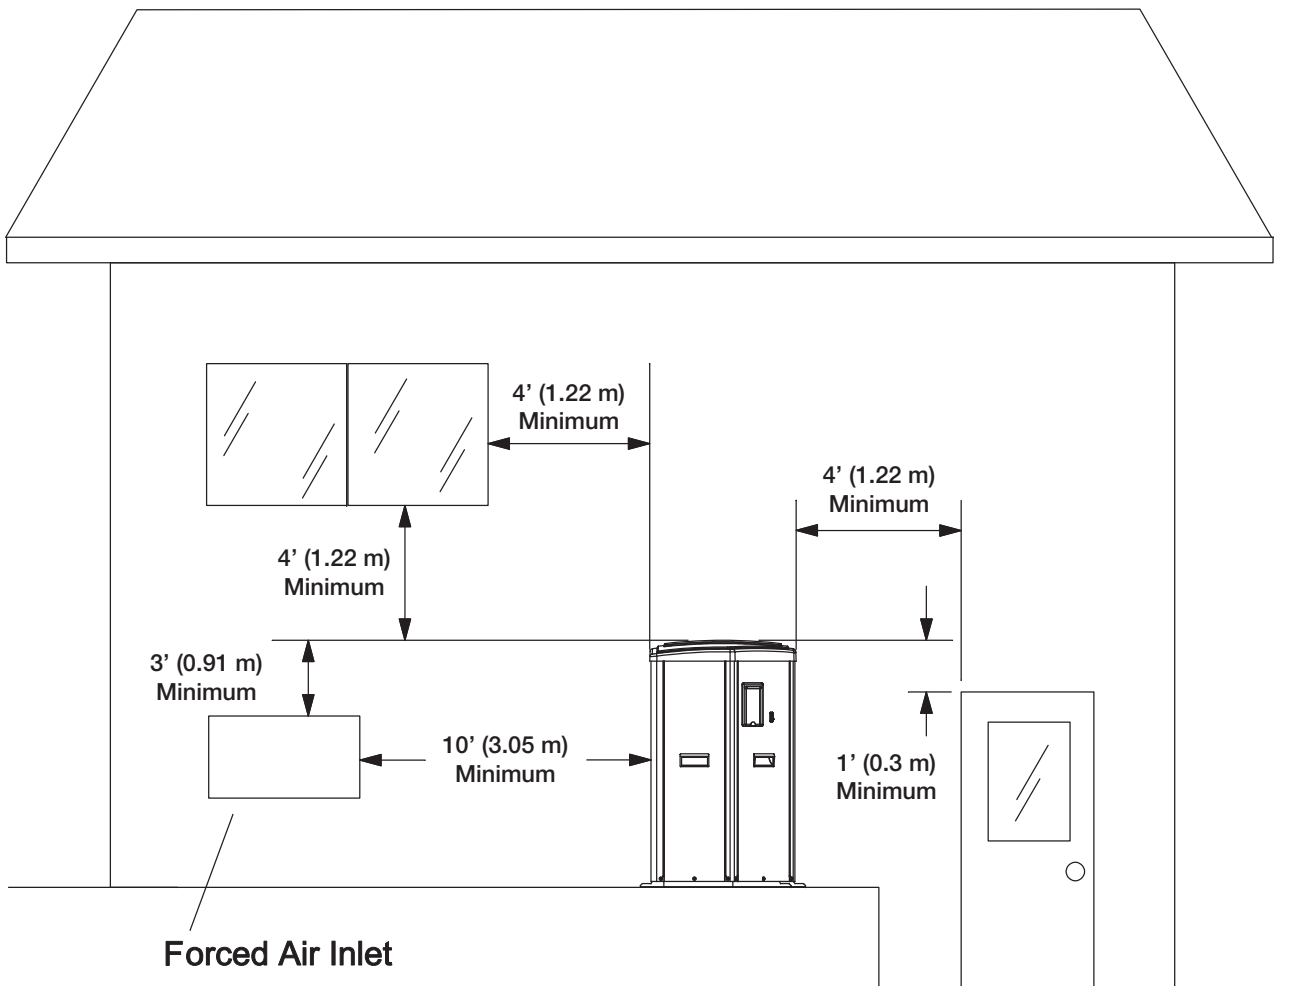 4’ (1.22 m)
Minimum
4’ (1.22 m)
Minimum
4’ (1.22 m)
Minimum
3’ (0.91 m)
Minimum
10’ (3.05 m)
Minimum
1’ (0.3 m)
Minimum
Forced Air Inlet